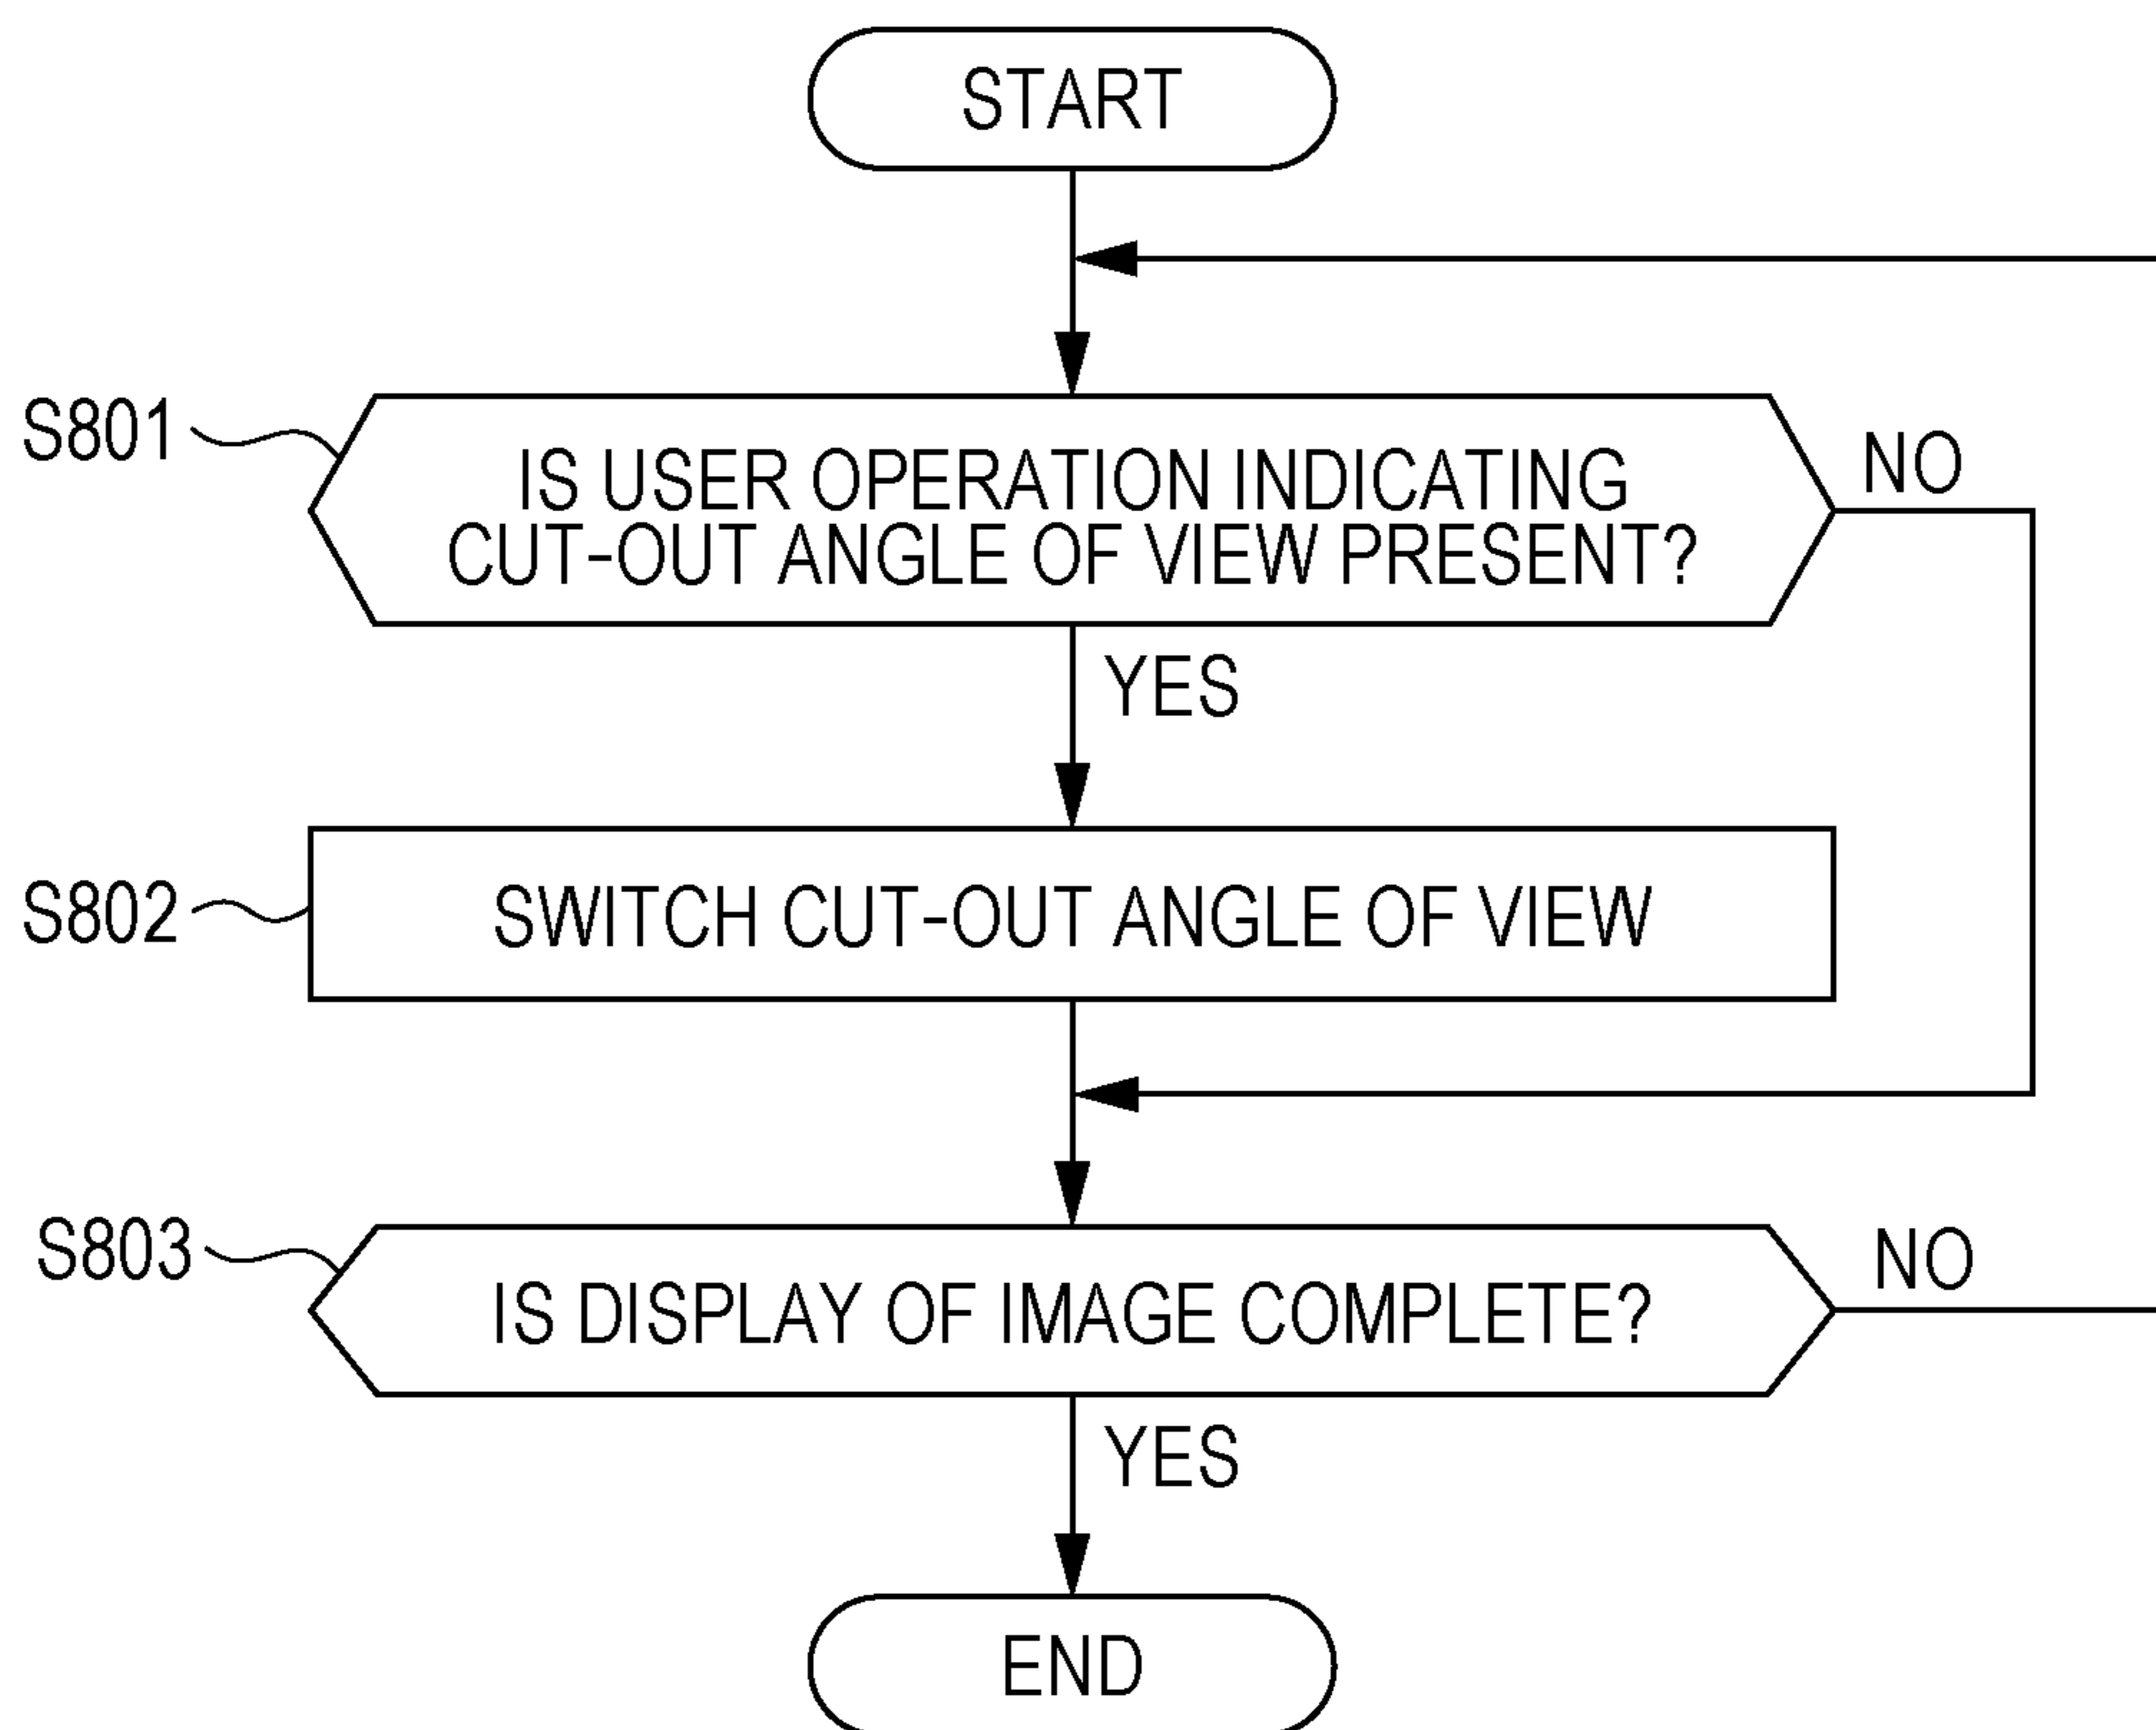 START
S801
IS USER OPERATION INDICATING
CUT-OUT ANGLE OF VIEW PRESENT?
NO
YES
S802
SWITCH CUT-OUT ANGLE OF VIEW
S803
IS DISPLAY OF IMAGE COMPLETE?
NO
YES
END